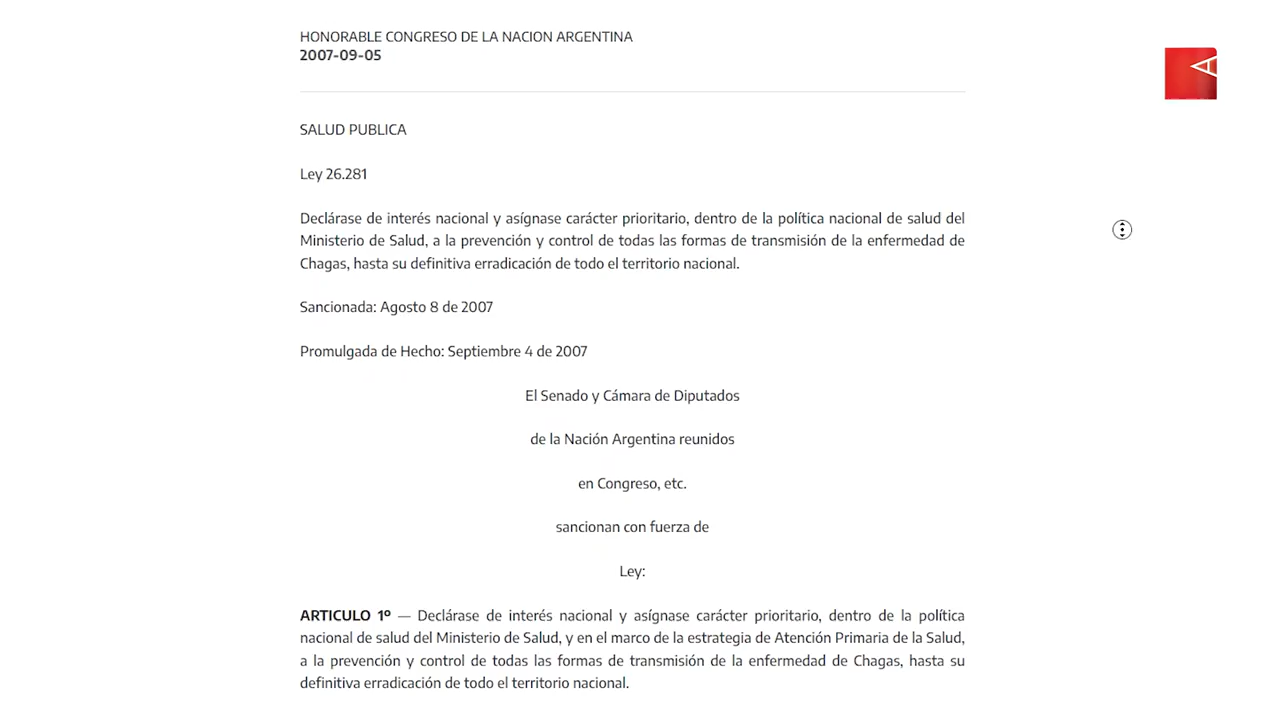 HONORABLE CONGRESO DE LA NACION ARGENTINA
2007-09-05
SALUD PUBLICA
Ley 26.281
Declárase de interés nacional y asígnase carácter prioritario, dentro de la política nacional de salud del
Ministerio de Salud, a la prevención y control de todas las formas de transmisión de la enfermedad de
Chagas, hasta su definitiva erradicación de todo el territorio nacional.
Sancionada: Agosto 8 de 2007
Promulgada de Hecho: Septiembre 4 de 2007
El Senado y Cámara de Diputados
de la Nación Argentina reunidos
en Congreso, etc.
sancionan con fuerza de
Ley:
ARTICULO 1º — Declárase de interés nacional y asígnase carácter prioritario, dentro de la política
nacional de salud del Ministerio de Salud, y en el marco de la estrategia de Atención Primaria de la Salud,
a la prevención y control de todas las formas de transmisión de la enfermedad de Chagas, hasta su
definitiva erradicación de todo el territorio nacional.
A